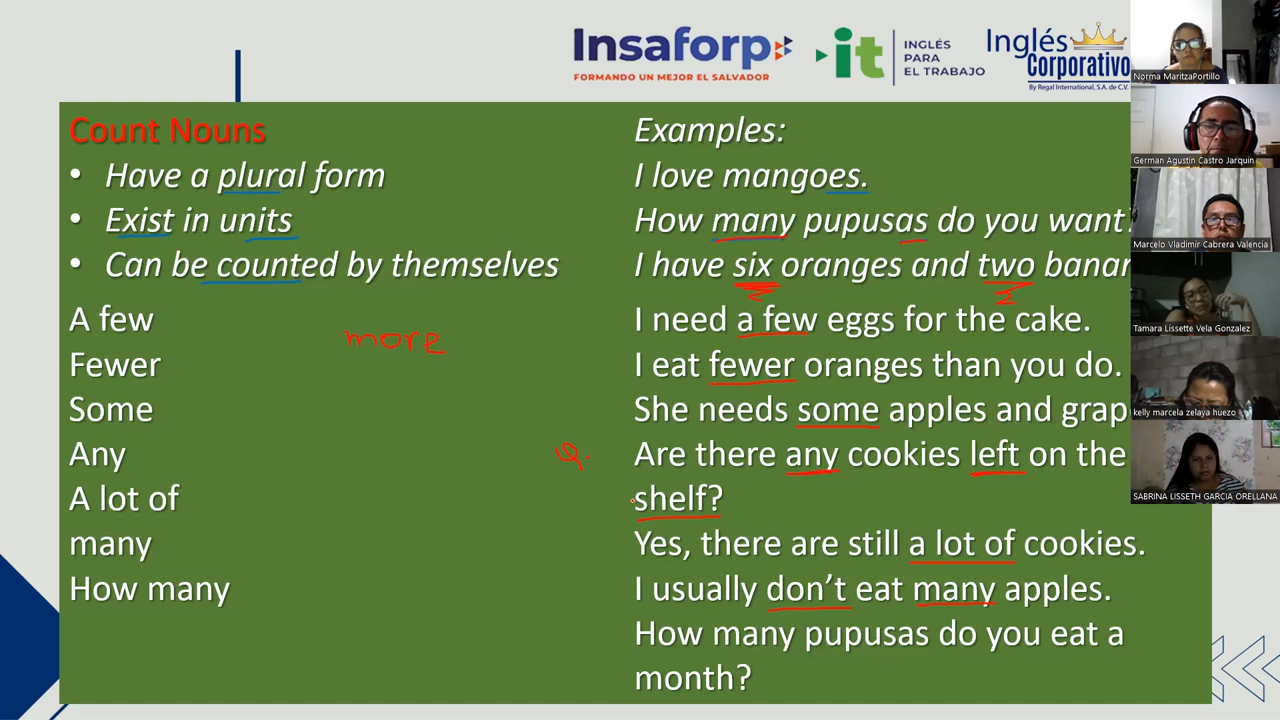 Insaforp
FORMANDO UN MEJOR EL SALVADOR
it
INGLÉS
PARA
EL TRABAJO
Inglés
Corporativo
By Regal International, S.A. de C.V.
Count Nouns
• Have a plural form
• Exist in units
• Can be counted by themselves
A few
Fewer
Some
Any
A lot of
many
How many
more
Examples:
I love mangoes.
How many pupusas do you want?
I have six oranges and two banan
I need a few eggs for the cake.
I eat fewer oranges than you do.
She needs some apples and grap
Are there any cookies left on the
shelf?
Yes, there are still a lot of cookies.
I usually don’t eat many apples.
How many pupusas do you eat a
month?
Norma MaritzaPortillo
German Agustin Castro Jarquin
Marcelo Vladimir Cabrera Valencia
Tamara Lissette Vela Gonzalez
kelly marcela zelaya huezo
SABRINA LISSETH GARCIA ORELLANA